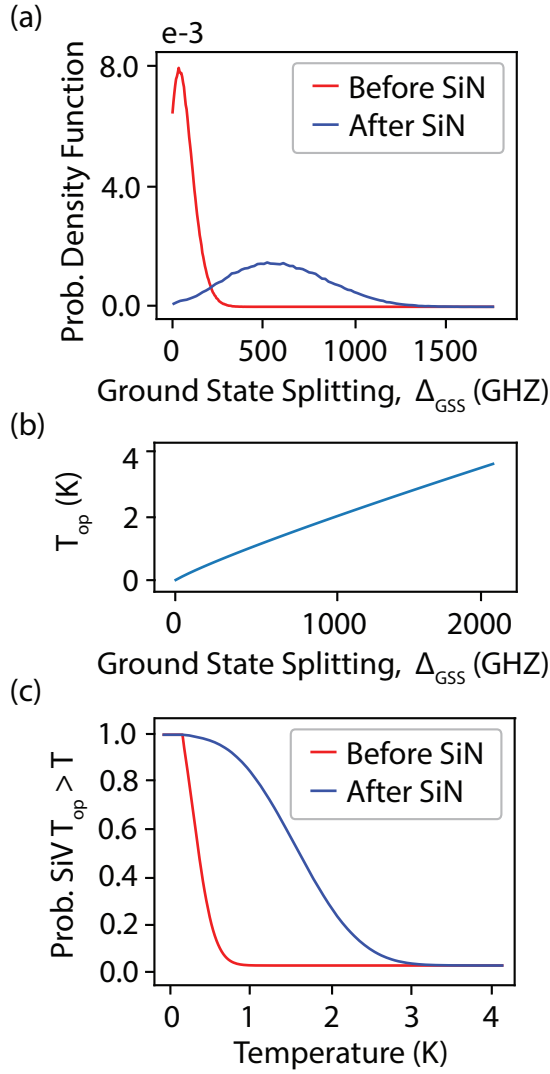 (a)
e-3
8.0
4.0
0.0
Prob. Density Function
Before SiN
After SiN
0 500 1000 1500
Ground State Splitting, Δ_GSS (GHZ)
(b)
4
2
0
T_op (K)
0 1000 2000
Ground State Splitting, Δ_GSS (GHZ)
(c)
1.0
0.8
0.6
0.4
0.2
0.0
Prob. SiV T_op > T
Before SiN
After SiN
0 1 2 3 4
Temperature (K)